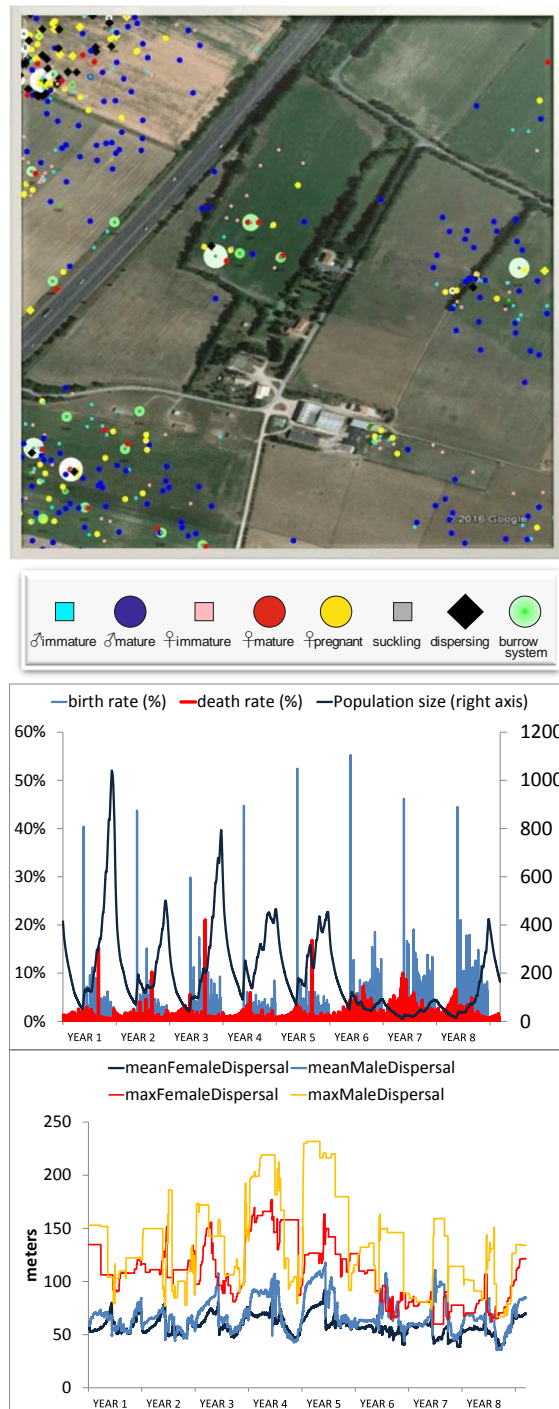 © 2016 Google
♂immature ♂mature ♀immature ♀mature ♀pregnant suckling dispersing burrow system
birth rate (%) death rate (%) Population size (right axis)
60% 1200
50% 1000
40% 800
30% 600
20% 400
10% 200
0% 0
YEAR 1 YEAR 2 YEAR 3 YEAR 4 YEAR 5 YEAR 6 YEAR 7 YEAR 8
meanFemaleDispersal meanMaleDispersal
maxFemaleDispersal maxMaleDispersal
250
200
150
meters
100
50
0
YEAR 1 YEAR 2 YEAR 3 YEAR 4 YEAR 5 YEAR 6 YEAR 7 YEAR 8